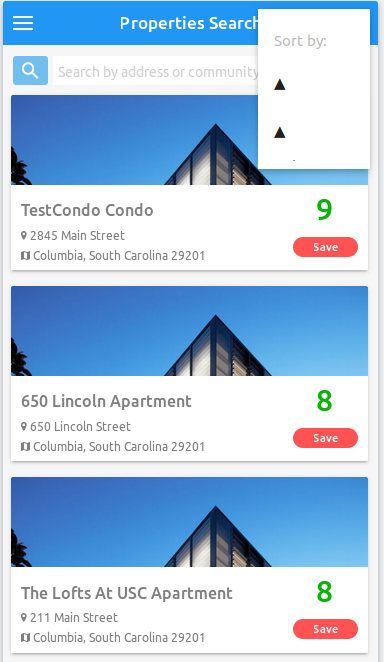 Properties Search
Sort by:
Search by address or community
▲
▲
TestCondo Condo
9
2845 Main Street
Columbia, South Carolina 29201
Save
650 Lincoln Apartment
8
650 Lincoln Street
Columbia, South Carolina 29201
Save
The Lofts At USC Apartment
8
211 Main Street
Columbia, South Carolina 29201
Save